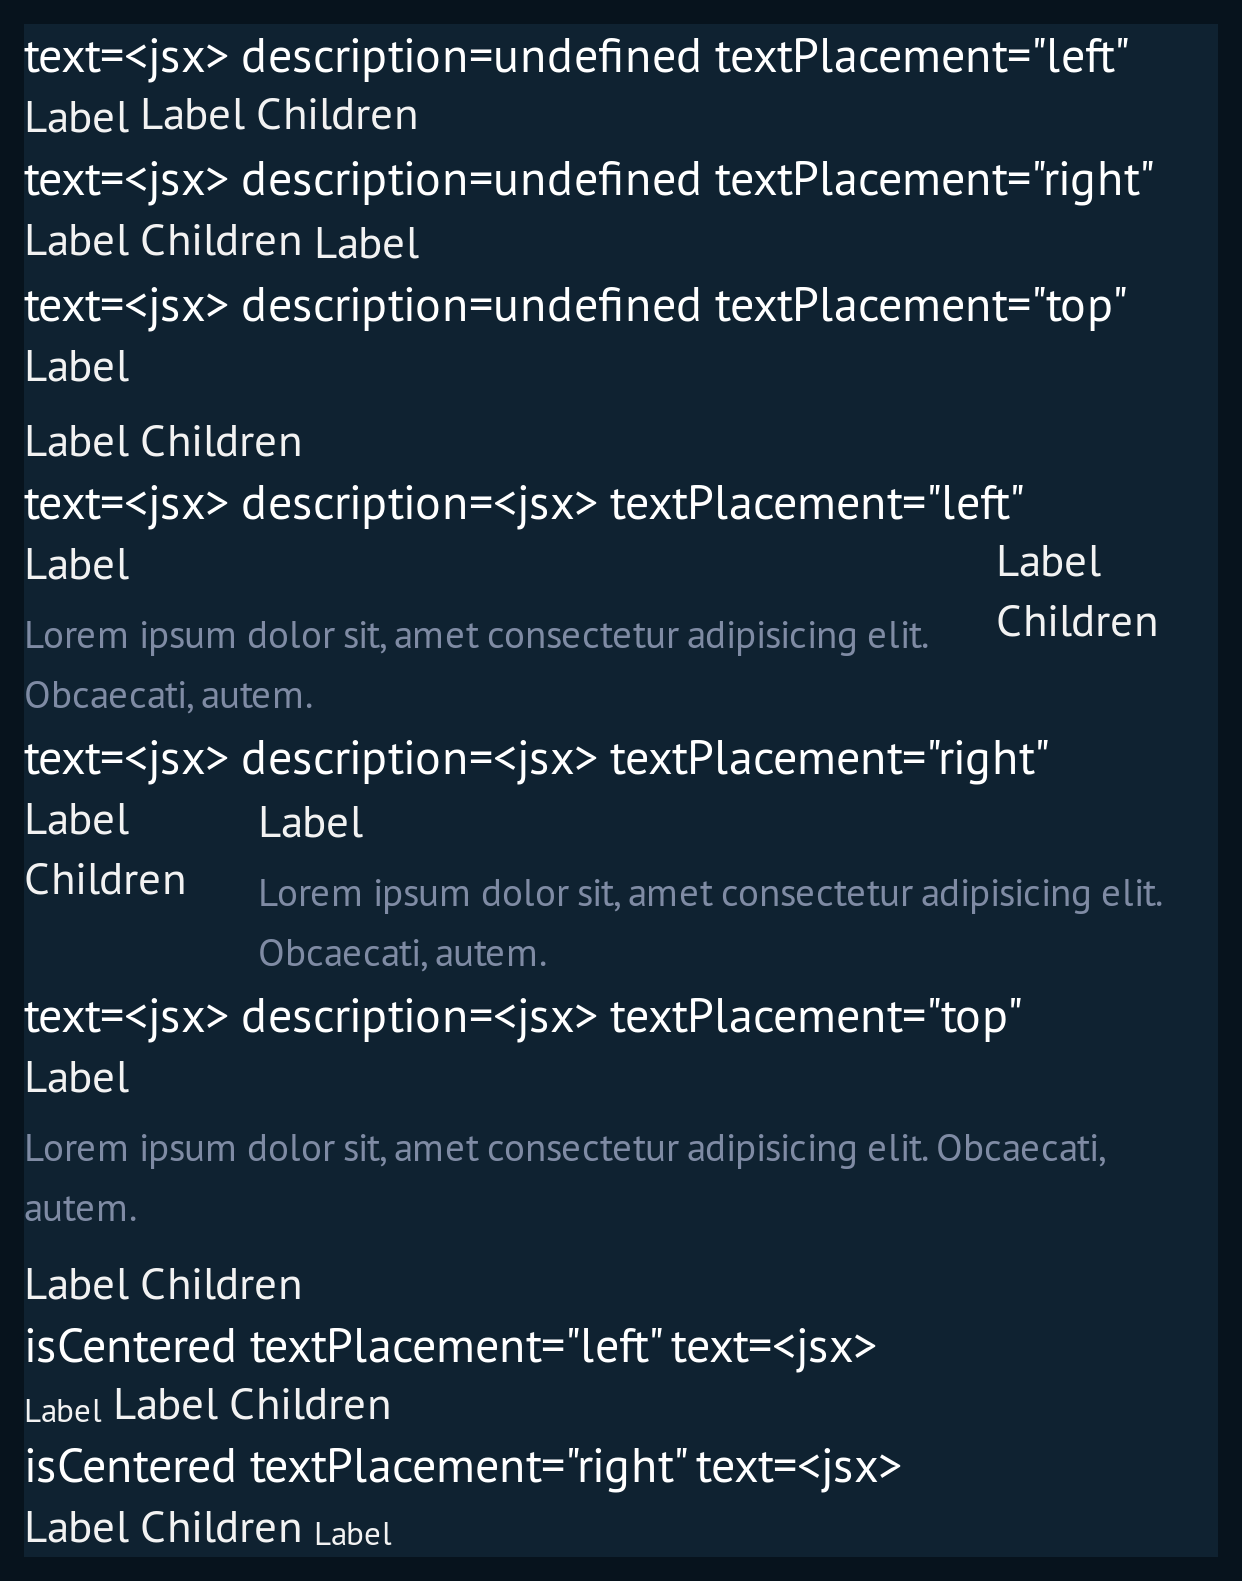 text=<jsx> description=undefined textPlacement="left"
Label Label Children
text=<jsx> description=undefined textPlacement="right"
Label Children Label
text=<jsx> description=undefined textPlacement="top"
Label
Label Children
text=<jsx> description=<jsx> textPlacement="left"
Label
Lorem ipsum dolor sit, amet consectetur adipisicing elit.
Obcaecati, autem.
Label
Children
text=<jsx> description=<jsx> textPlacement="right"
Label
Children
Label
Lorem ipsum dolor sit, amet consectetur adipisicing elit.
Obcaecati, autem.
text=<jsx> description=<jsx> textPlacement="top"
Label
Lorem ipsum dolor sit, amet consectetur adipisicing elit. Obcaecati,
autem.
Label Children
isCentered textPlacement="left" text=<jsx>
Label Label Children
isCentered textPlacement="right" text=<jsx>
Label Children Label